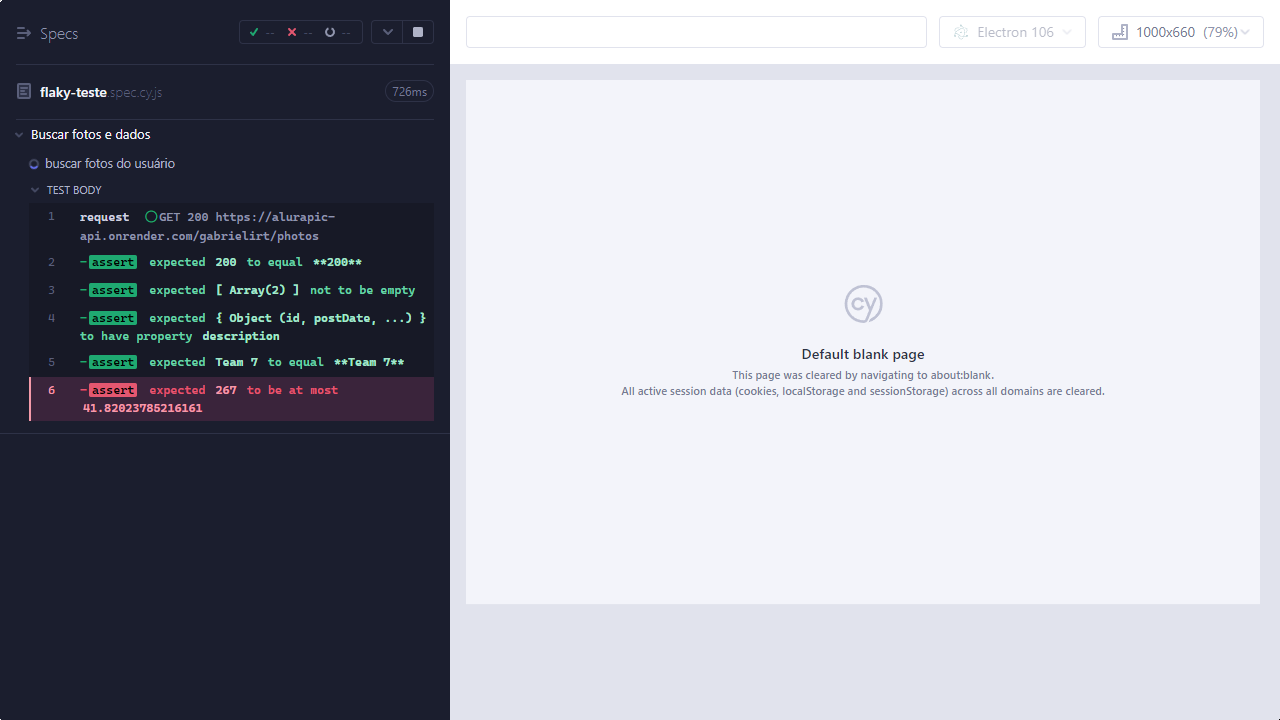 Specs
-- -- --
flaky-teste.spec.cy.js 726ms
Buscar fotos e dados
buscar fotos do usuário
TEST BODY
1 request GET 200 https://alurapic-
api.onrender.com/gabrielirt/photos
2 -assert expected 200 to equal **200**
3 -assert expected [ Array(2) ] not to be empty
4 -assert expected { Object (id, postDate, ...) }
to have property description
5 -assert expected Team 7 to equal **Team 7**
6 -assert expected 267 to be at most
41.82023785216161
Electron 106
1000x660 (79%)
cy
Default blank page
This page was cleared by navigating to about:blank.
All active session data (cookies, localStorage and sessionStorage) across all domains are cleared.